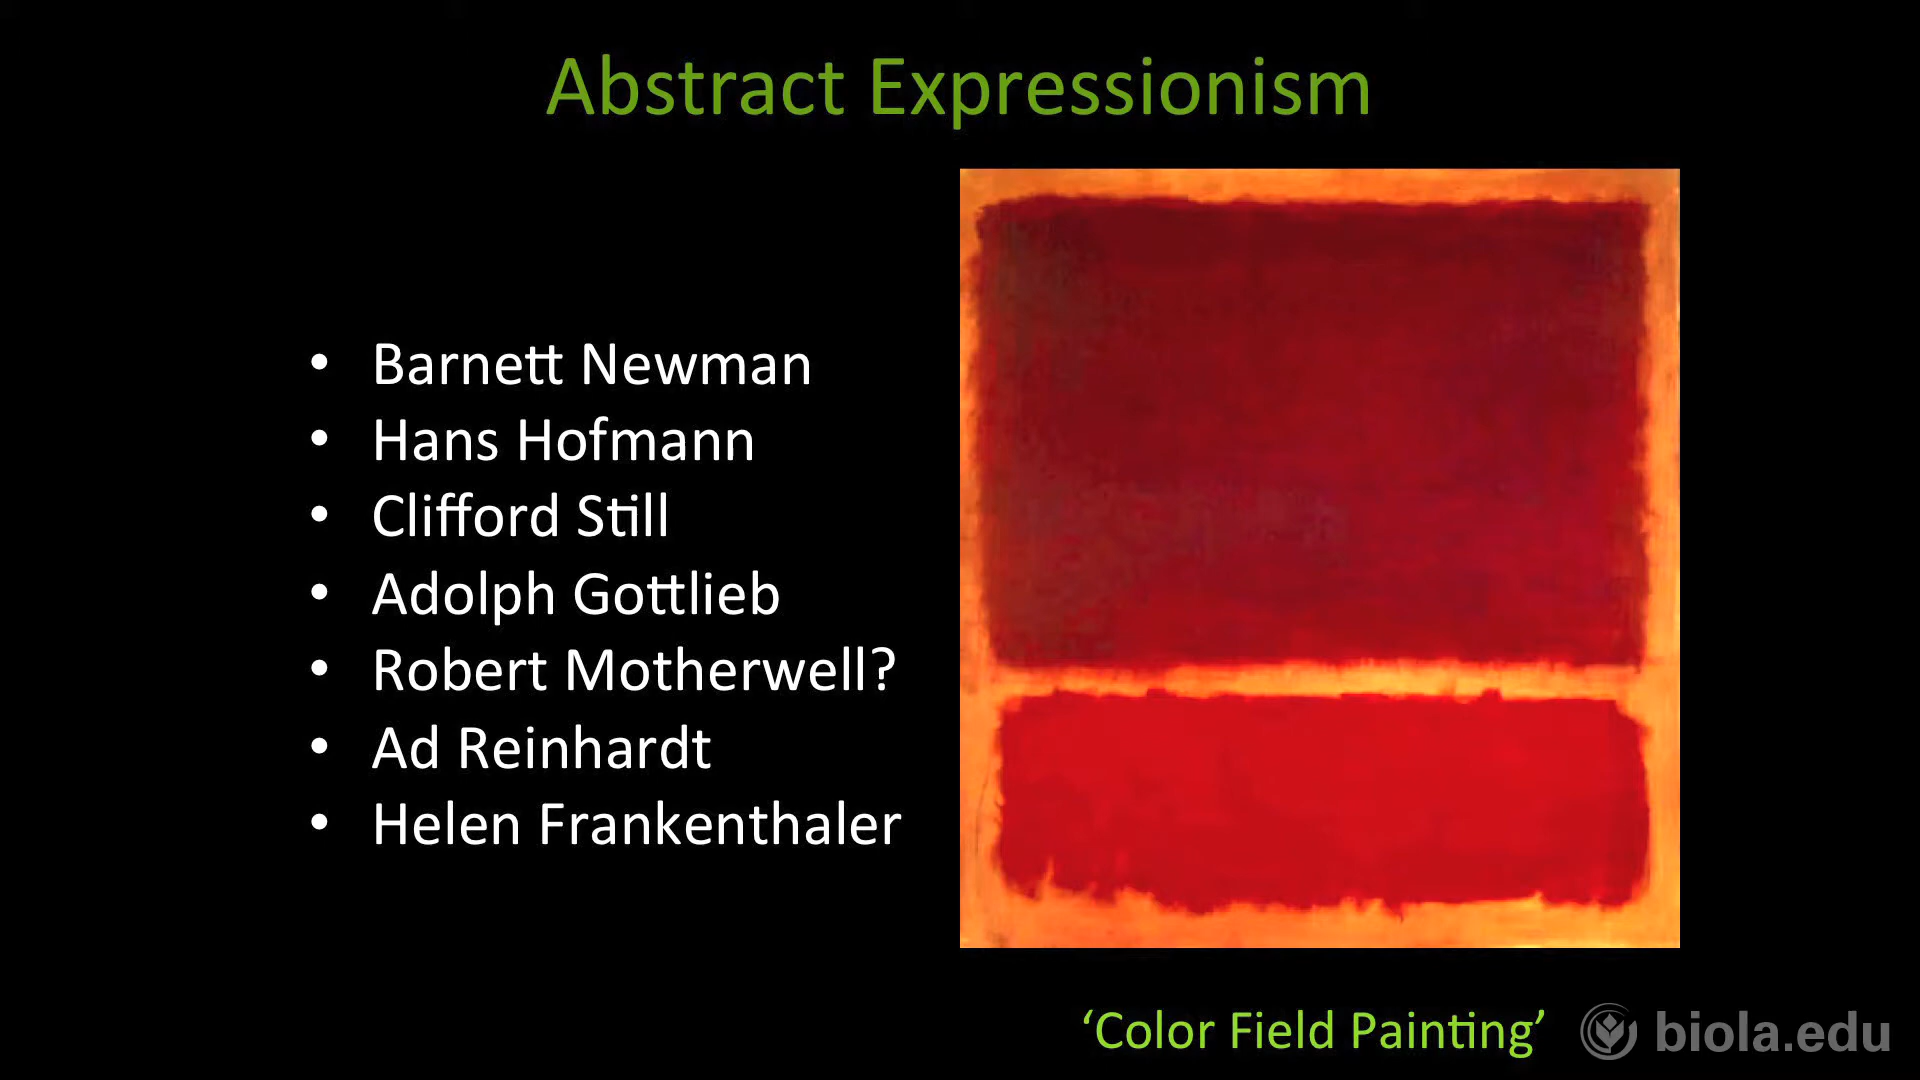 Abstract Expressionism
• Barnett Newman
• Hans Hofmann
• Clifford Still
• Adolph Gottlieb
• Robert Motherwell?
• Ad Reinhardt
• Helen Frankenthaler
‘Color Field Painting’
biola.edu